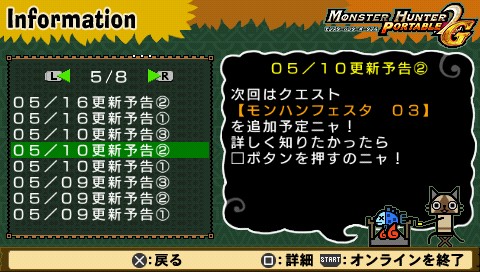 Information
MONSTER HUNTER
PORTABLE 2nd G
L 5/8 R
05/16更新予告②
05/16更新予告①
05/10更新予告③
05/10更新予告②
05/10更新予告①
05/09更新予告③
05/09更新予告②
05/09更新予告①
05/10更新予告②
次回はクエスト
【モンハンフェスタ 03】
を追加予定ニャ！
詳しく知りたかったら
□ボタンを押すのニャ！
:戻る
:詳細 START:オンラインを終了